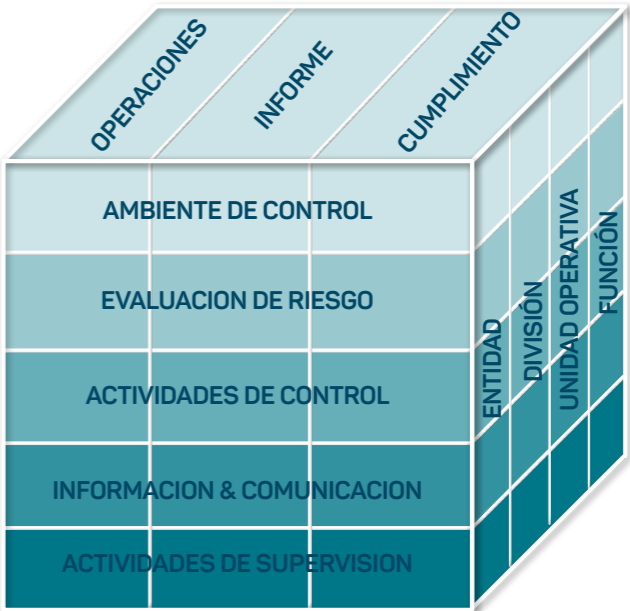 OPERACIONES
INFORME
CUMPLIMIENTO
AMBIENTE DE CONTROL
EVALUACION DE RIESGO
ACTIVIDADES DE CONTROL
INFORMACION & COMUNICACION
ACTIVIDADES DE SUPERVISION
ENTIDAD
DIVISIÓN
UNIDAD OPERATIVA
FUNCIÓN